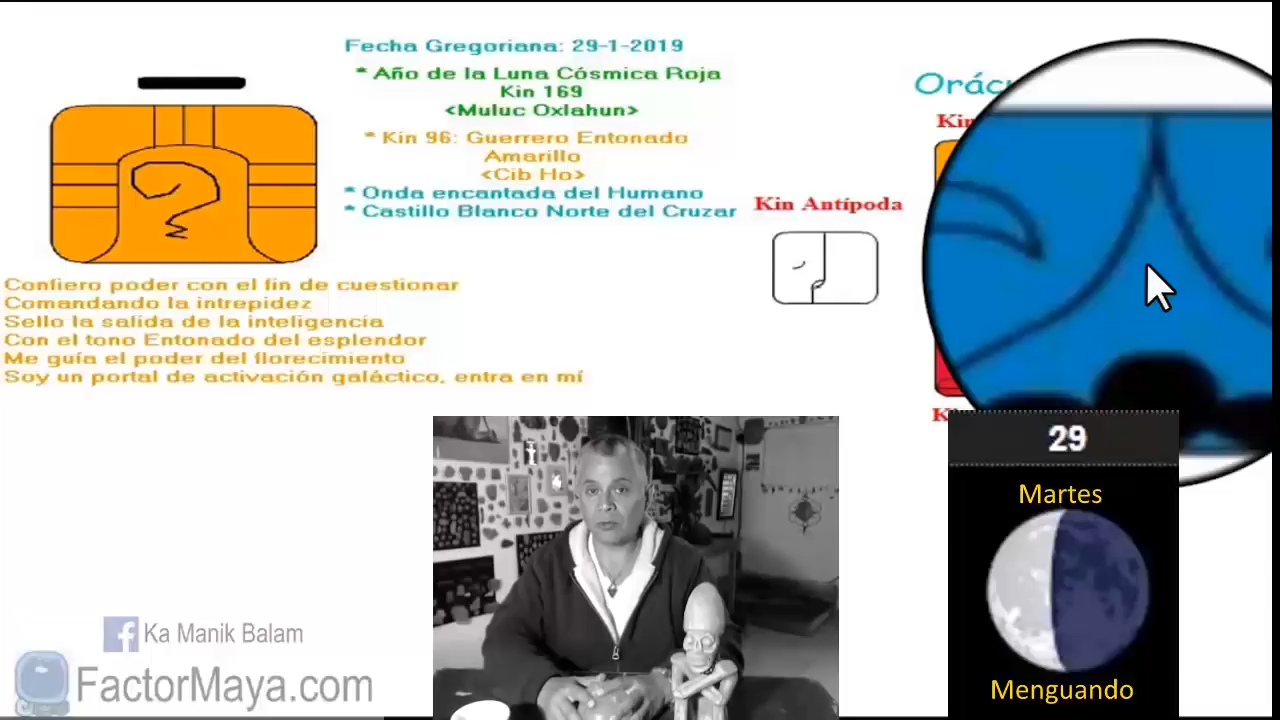 Fecha Gregoriana: 29-1-2019
* Año de la Luna Cósmica Roja
Kin 169
<Muluc Oxlahun>
* Kin 96: Guerrero Entonado
Amarillo
<Cib Ho>
* Onda encantada del Humano
* Castillo Blanco Norte del Cruzar
Confiero poder con el fin de cuestionar
Comandando la intrepidez
Sello la salida de la inteligencia
Con el tono Entonado del esplendor
Me guía el poder del florecimiento
Soy un portal de activación galáctico, entra en mí
Kin Antípoda
Kin
29
Martes
Menguando
Ka Manik Balam
FactorMaya.com